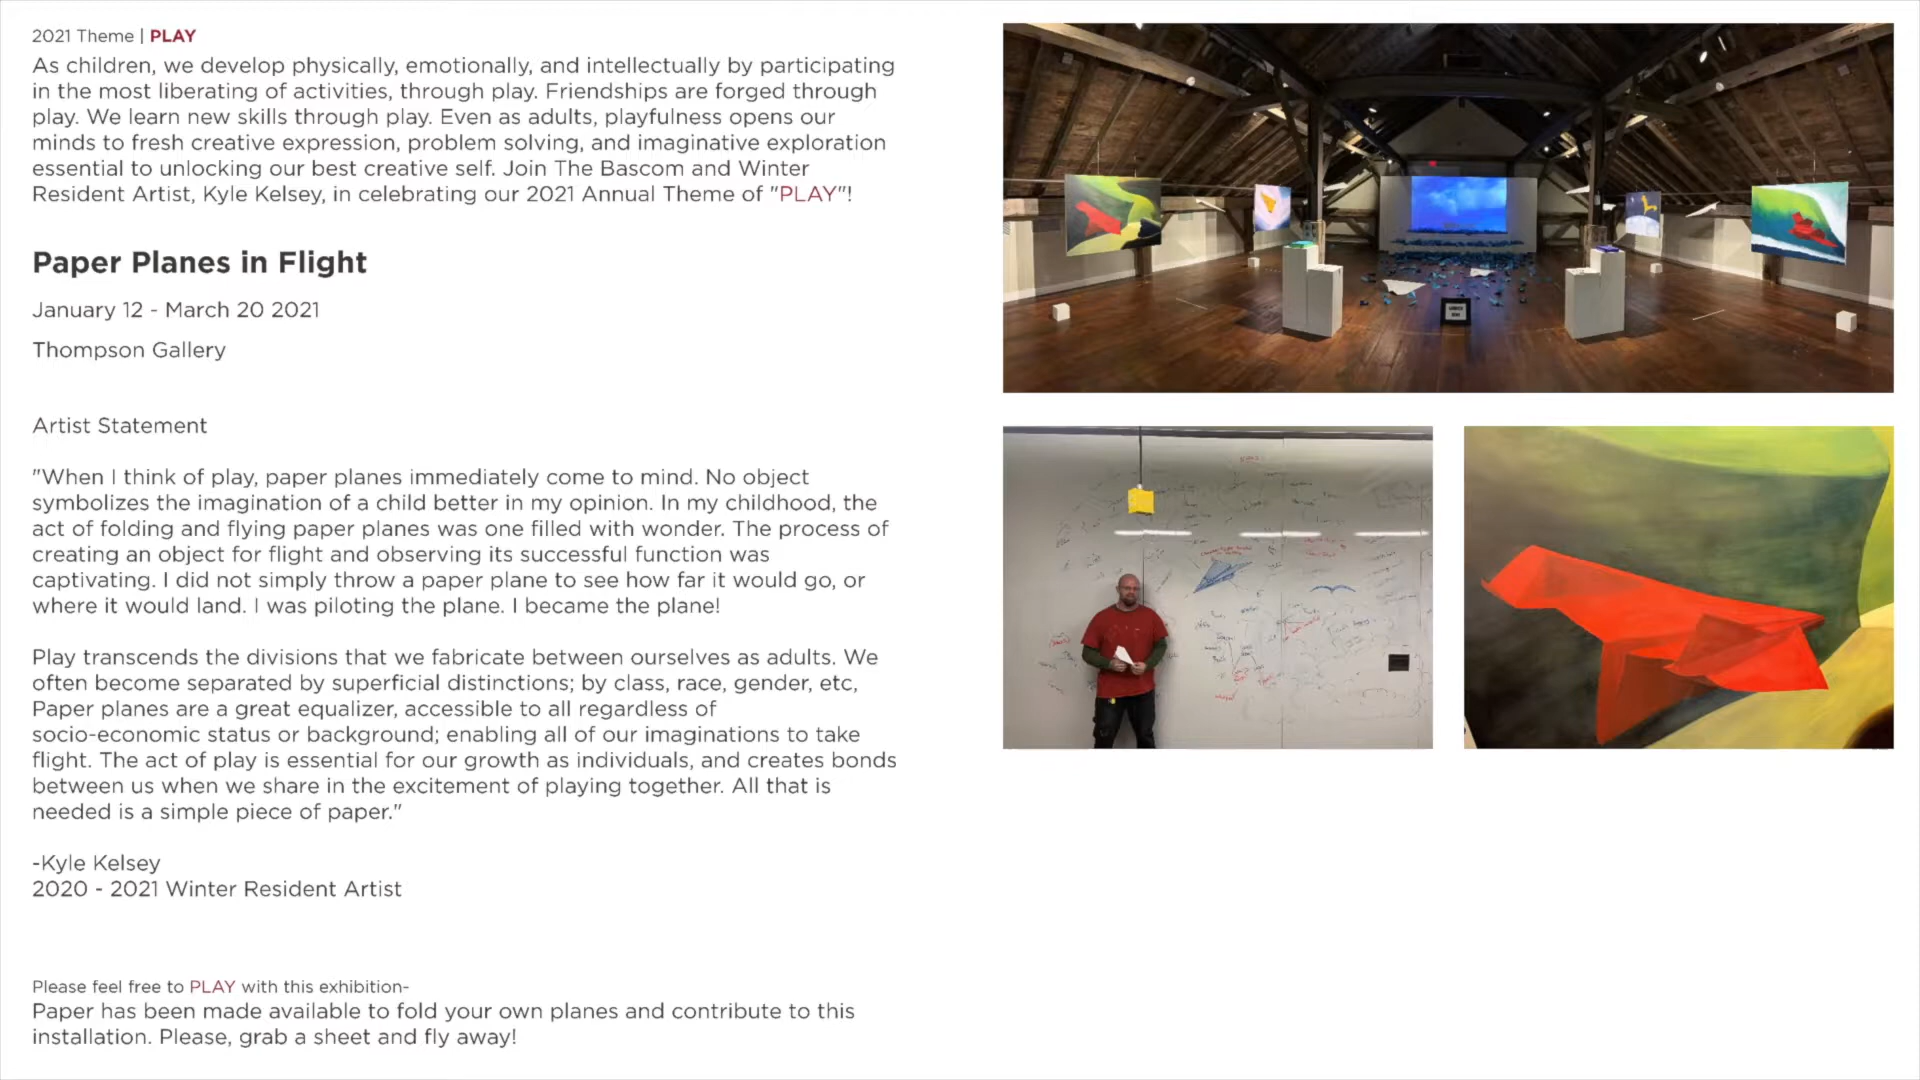 2021 Theme | PLAY
As children, we develop physically, emotionally, and intellectually by participating
in the most liberating of activities, through play. Friendships are forged through
play. We learn new skills through play. Even as adults, playfulness opens our
minds to fresh creative expression, problem solving, and imaginative exploration
essential to unlocking our best creative self. Join The Bascom and Winter
Resident Artist, Kyle Kelsey, in celebrating our 2021 Annual Theme of "PLAY"!
Paper Planes in Flight
January 12 - March 20 2021
Thompson Gallery
Artist Statement
"When I think of play, paper planes immediately come to mind. No object
symbolizes the imagination of a child better in my opinion. In my childhood, the
act of folding and flying paper planes was one filled with wonder. The process of
creating an object for flight and observing its successful function was
captivating. I did not simply throw a paper plane to see how far it would go, or
where it would land. I was piloting the plane. I became the plane!
Play transcends the divisions that we fabricate between ourselves as adults. We
often become separated by superficial distinctions; by class, race, gender, etc,
Paper planes are a great equalizer, accessible to all regardless of
socio-economic status or background; enabling all of our imaginations to take
flight. The act of play is essential for our growth as individuals, and creates bonds
between us when we share in the excitement of playing together. All that is
needed is a simple piece of paper."
-Kyle Kelsey
2020 - 2021 Winter Resident Artist
Please feel free to PLAY with this exhibition-
Paper has been made available to fold your own planes and contribute to this
installation. Please, grab a sheet and fly away!